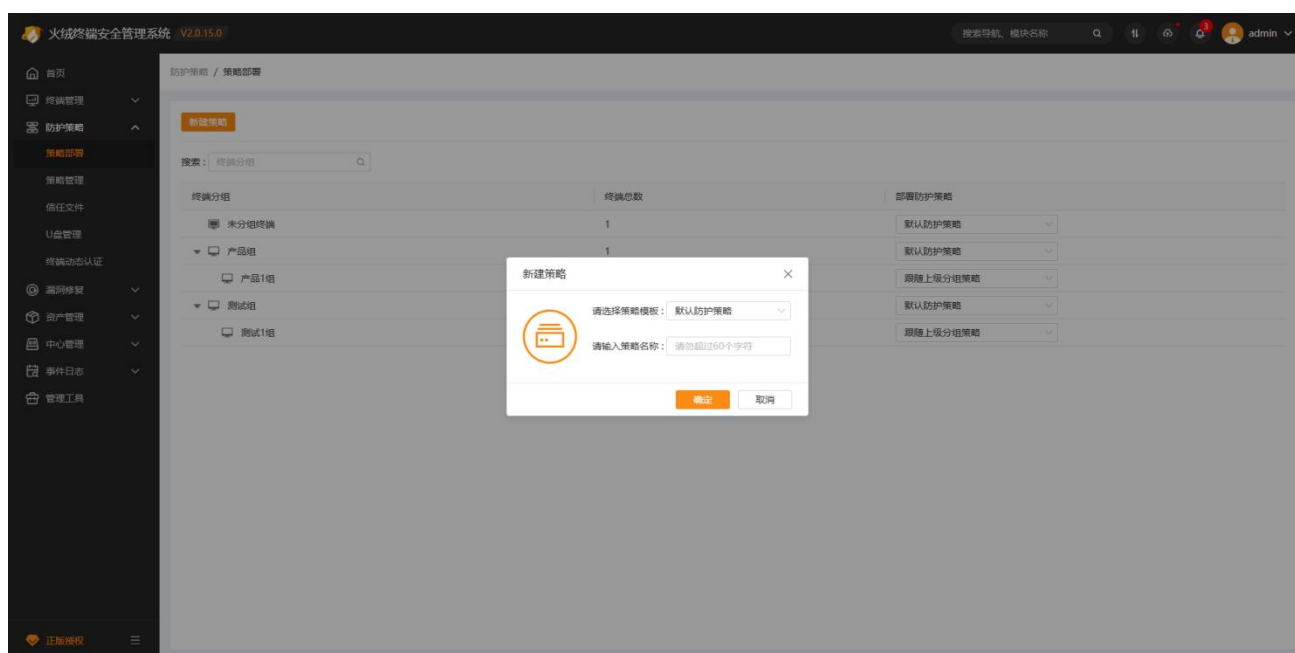 火绒终端安全管理系统 V2.0.15.0
搜索导航、模块名称
3
admin
首页
终端管理
防护策略
策略部署
策略管理
信任文件
U盘管理
终端动态认证
漏洞修复
资产管理
中心管理
事件日志
管理工具
正版授权
防护策略 / 策略部署
新建策略
搜索： 终端分组
终端分组 终端总数 部署防护策略
未分组终端 1 默认防护策略
产品组 1 默认防护策略
产品1组 跟随上级分组策略
测试组 默认防护策略
测试1组 跟随上级分组策略
新建策略
请选择策略模板： 默认防护策略
请输入策略名称： 请勿超过60个字符
确定 取消